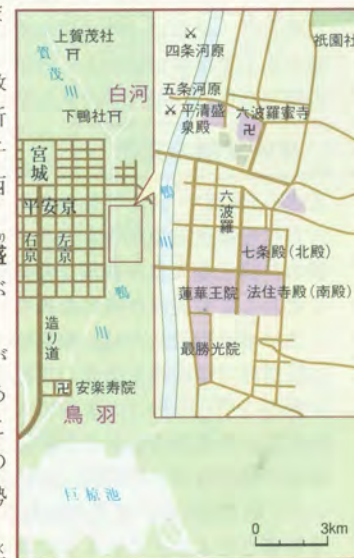 上賀茂社
賀茂川
白河
下鴨社
宮城
平安京
右京
左京
鴨川
造り道
安楽寿院
鳥羽
巨椋池
0 3km
祇園社
四条河原
五条河原
平清盛
泉殿
六波羅蜜寺
六波羅
鴨川
七条殿(北殿)
蓮華王院
法住寺殿(南殿)
最勝光院